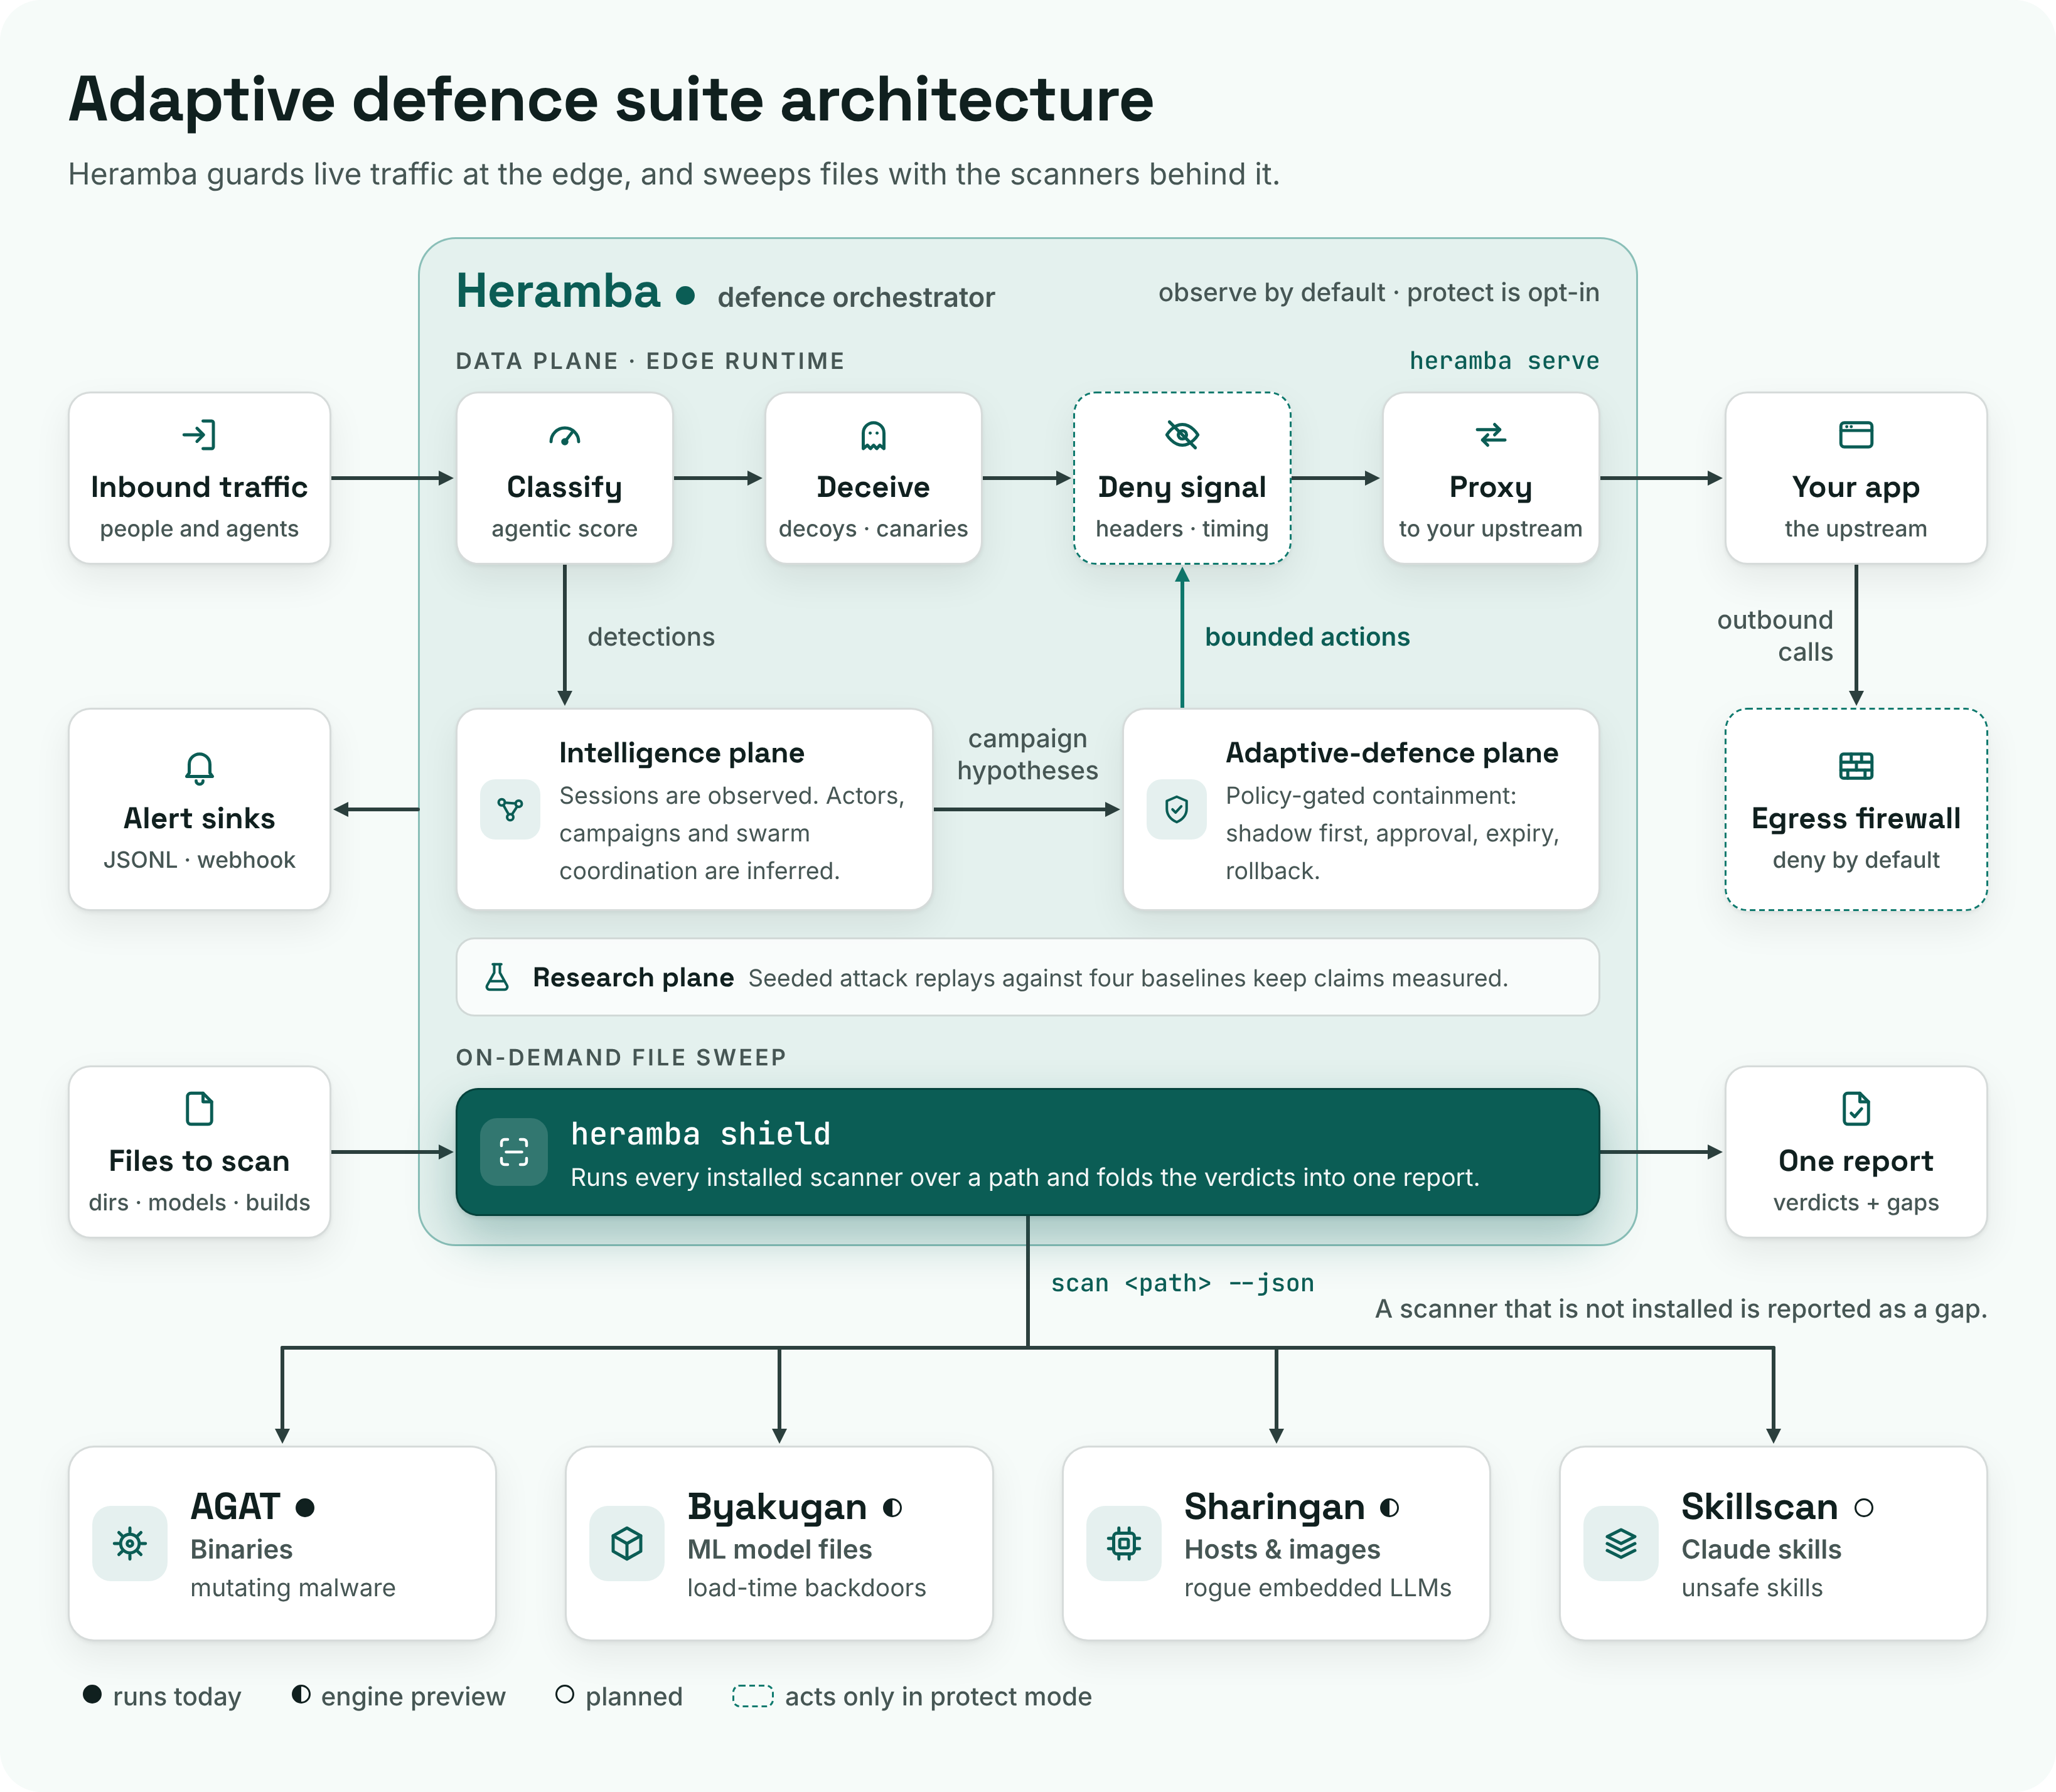 Adaptive defence suite architecture
Heramba guards live traffic at the edge, and sweeps files with the scanners behind it.
Heramba
defence orchestrator
observe by default · protect is opt-in
DATA PLANE · EDGE RUNTIME
heramba serve
Inbound traffic
people and agents
Classify
agentic score
Deceive
decoys · canaries
Deny signal
headers · timing
Proxy
to your upstream
Your app
the upstream
detections
bounded actions
outbound
calls
Alert sinks
JSONL · webhook
Intelligence plane
Sessions are observed. Actors,
campaigns and swarm
coordination are inferred.
campaign
hypotheses
Adaptive-defence plane
Policy-gated containment:
shadow first, approval, expiry,
rollback.
Egress firewall
deny by default
Research plane Seeded attack replays against four baselines keep claims measured.
ON-DEMAND FILE SWEEP
Files to scan
dirs · models · builds
heramba shield
Runs every installed scanner over a path and folds the verdicts into one report.
One report
verdicts + gaps
scan <path> --json
A scanner that is not installed is reported as a gap.
AGAT
Binaries
mutating malware
Byakugan
ML model files
load-time backdoors
Sharingan
Hosts & images
rogue embedded LLMs
Skillscan
Claude skills
unsafe skills
runs today
engine preview
planned
acts only in protect mode